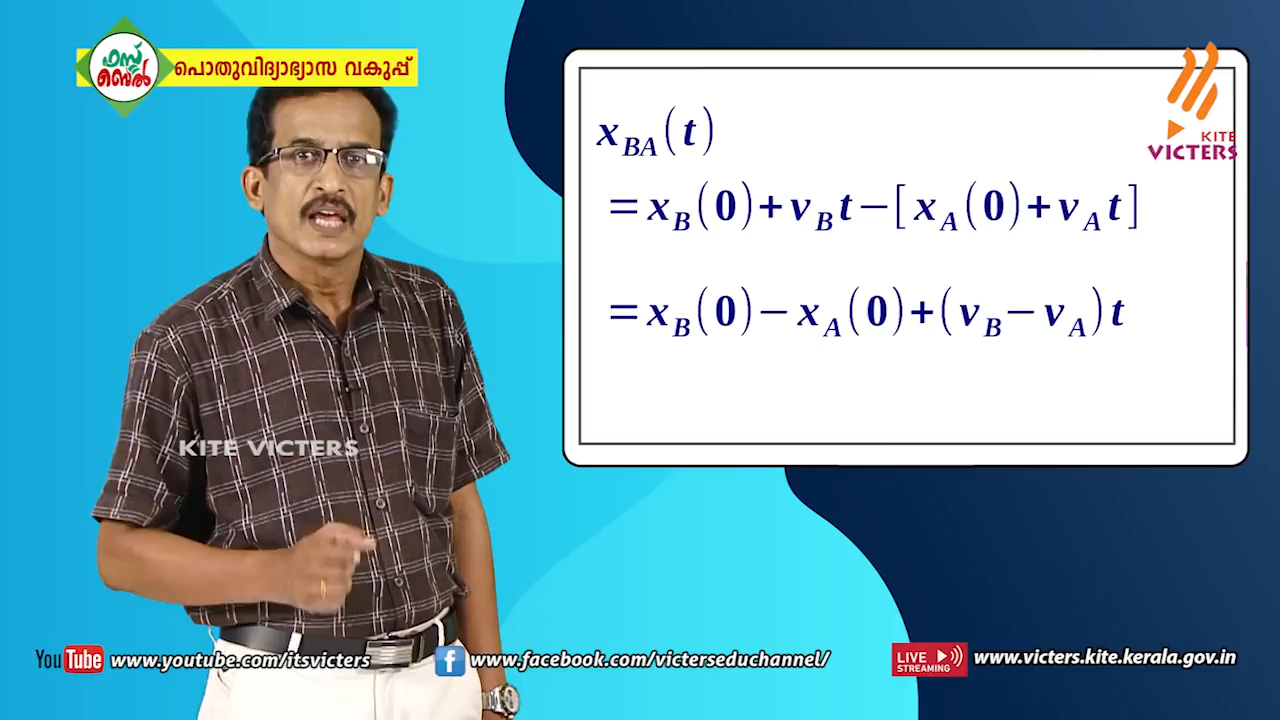 ഫസ്റ്റ് ബെൽ
പൊതുവിദ്യാഭ്യാസ വകുപ്പ്
KITE
VICTERS
x_BA(t)
=x_B(0)+v_B t−[x_A(0)+v_A t]
=x_B(0)−x_A(0)+(v_B−v_A)t
KITE VICTERS
YouTube www.youtube.com/itsvicters
f www.facebook.com/victerseduchannel/
LIVE STREAMING www.victers.kite.kerala.gov.in